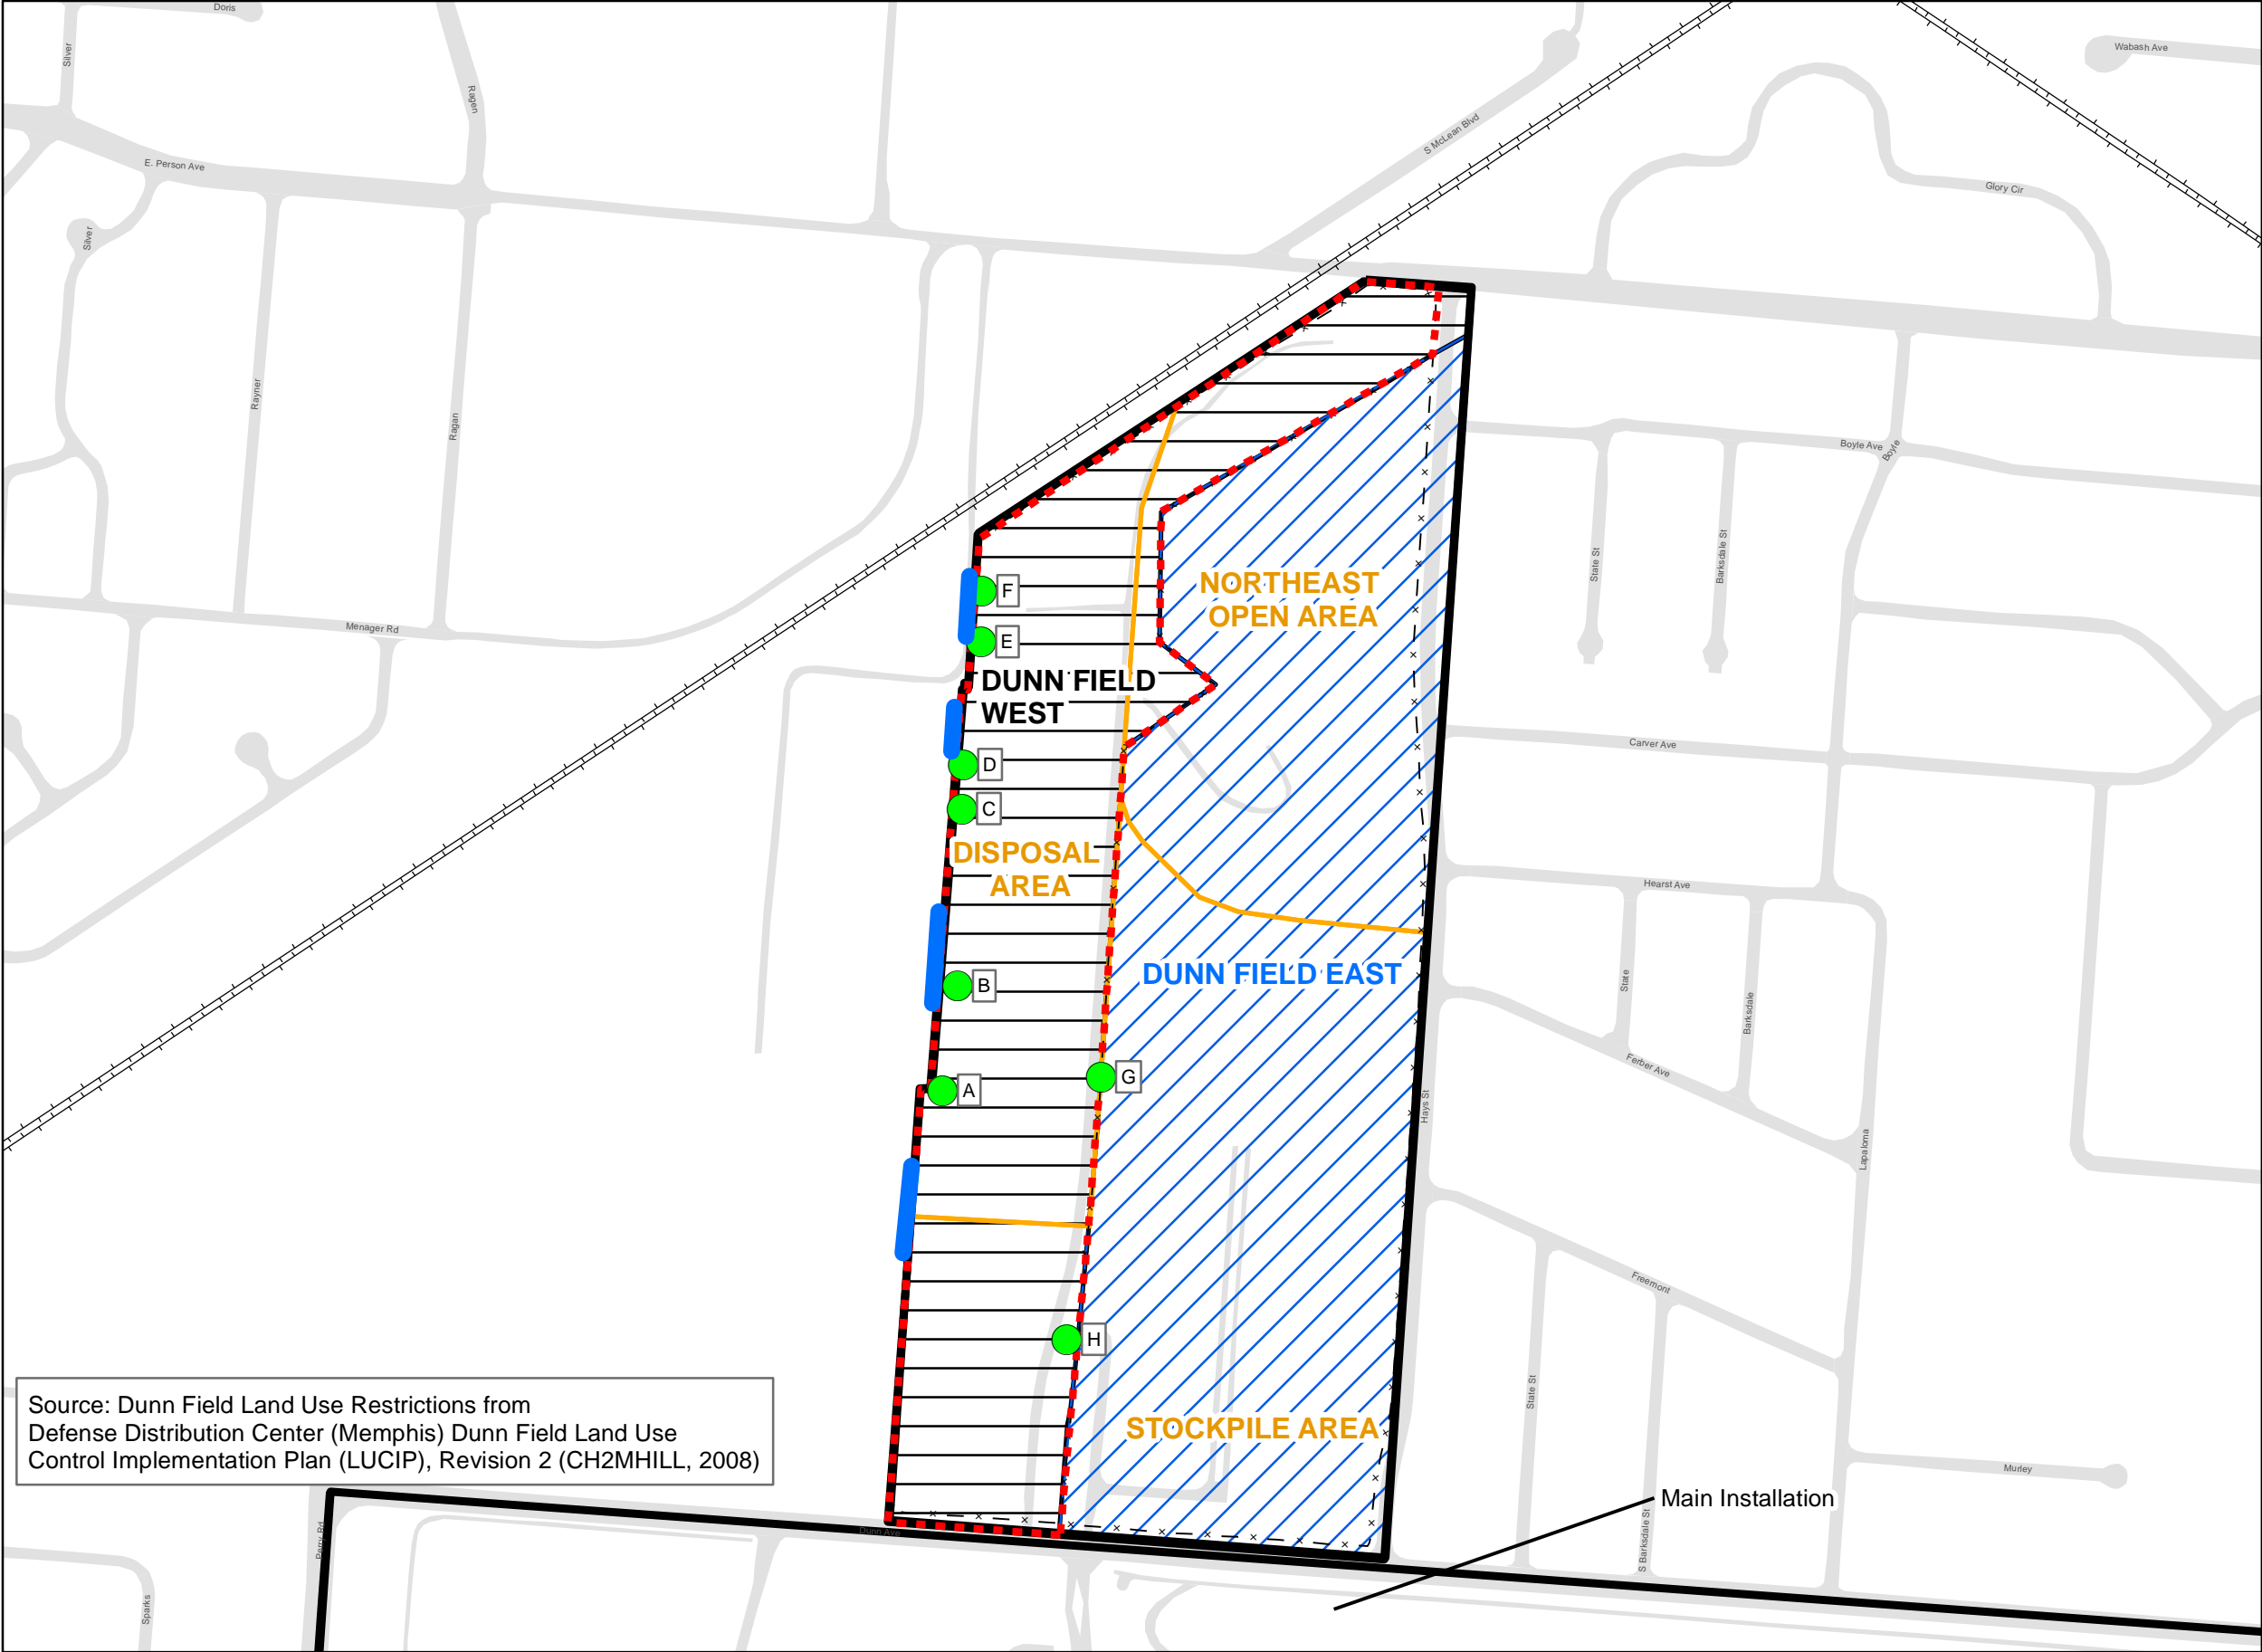 Doris
Silver
Ragen
E. Person Ave
Silver
S McLean Blvd
Wabash Ave
Glory Cir
Rayner
Ragan
Boyle Ave
Boyle
State St
Barksdale St
Menager Rd
NORTHEAST
OPEN AREA
F
E
DUNN FIELD
WEST
D
C
Carver Ave
DISPOSAL
AREA
Hearst Ave
DUNN FIELD EAST
B
State
Barksdale
Ferber Ave
A
G
Hays St
Lapaloma
Freemont
H
State St
STOCKPILE AREA
Source: Dunn Field Land Use Restrictions from
Defense Distribution Center (Memphis) Dunn Field Land Use
Control Implementation Plan (LUCIP), Revision 2 (CH2MHILL, 2008)
Murley
Main Installation
Perry Rd
Dunn Ave
S Barksdale St
Sparks